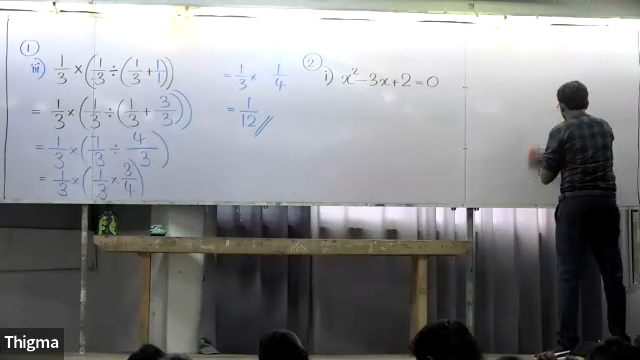 ①
iii) 1/3 × (1/3 ÷ (1/3 + 1/1))
= 1/3 × (1/3 ÷ (1/3 + 3/3))
= 1/3 × (1/3 ÷ 4/3)
= 1/3 × (1/3 × 3/4)
= 1/3 × 1/4
= 1/12 //
②
i) x² − 3x + 2 = 0
Thigma